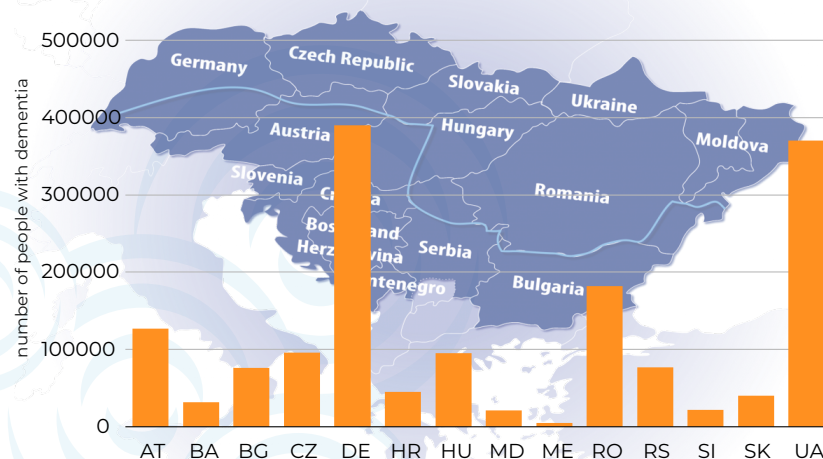 number of people with dementia
500000
400000
300000
200000
100000
0
Germany
Czech Republic
Slovakia
Ukraine
Austria
Hungary
Moldova
Slovenia
Romania
Serbia
Bulgaria
AT BA BG CZ DE HR HU MD ME RO RS SI SK UA